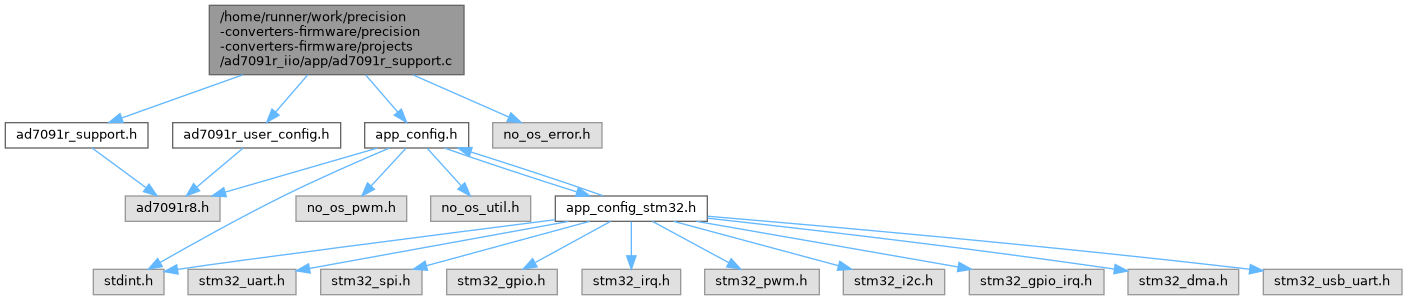 /home/runner/work/precision
-converters-firmware/precision
-converters-firmware/projects
/ad7091r_iio/app/ad7091r_support.c
ad7091r_support.h
ad7091r_user_config.h
app_config.h
no_os_error.h
ad7091r8.h
no_os_pwm.h
no_os_util.h
app_config_stm32.h
stdint.h
stm32_uart.h
stm32_spi.h
stm32_gpio.h
stm32_irq.h
stm32_pwm.h
stm32_i2c.h
stm32_gpio_irq.h
stm32_dma.h
stm32_usb_uart.h